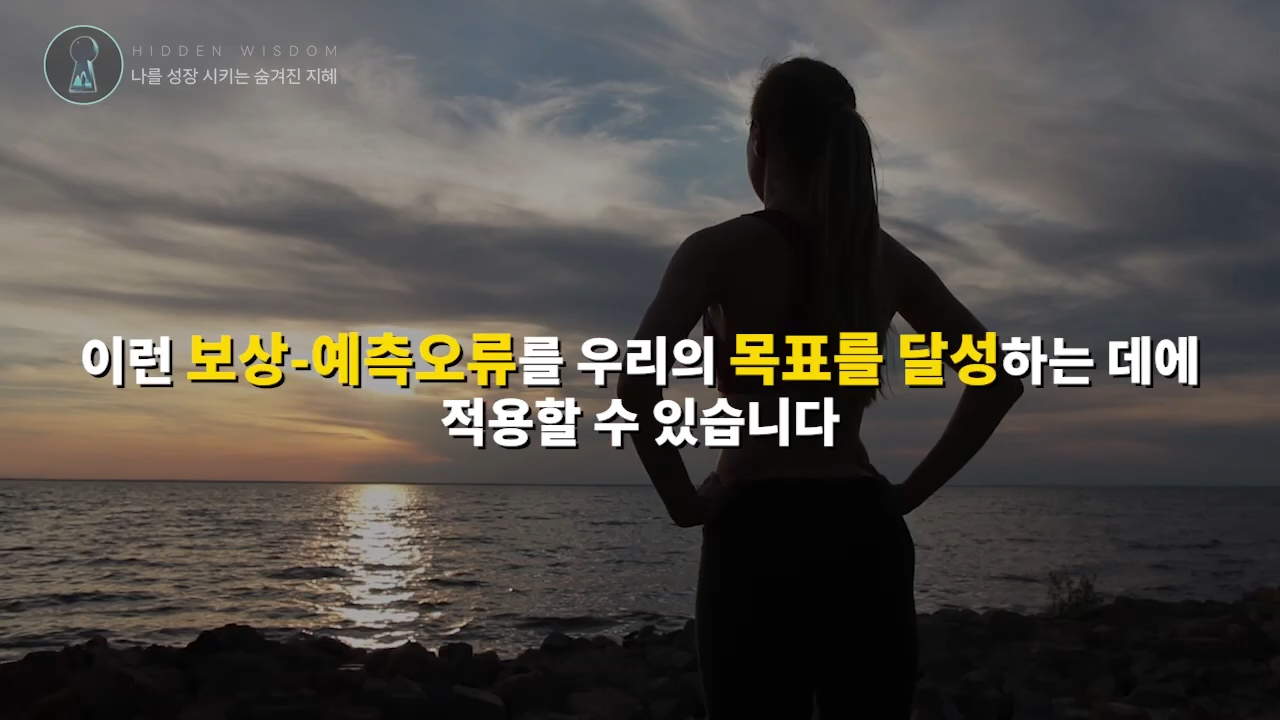 HIDDEN WISDOM
나를 성장 시키는 숨겨진 지혜
이런 보상-예측오류를 우리의 목표를 달성하는 데에
적용할 수 있습니다